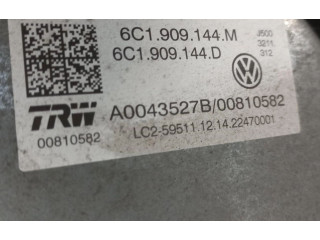 6C1.909.144.M
6C1.909.144.D
J500
3211
312
TRW
A0043527B/00810582
00810582
LC2-59511.12.14.22470001